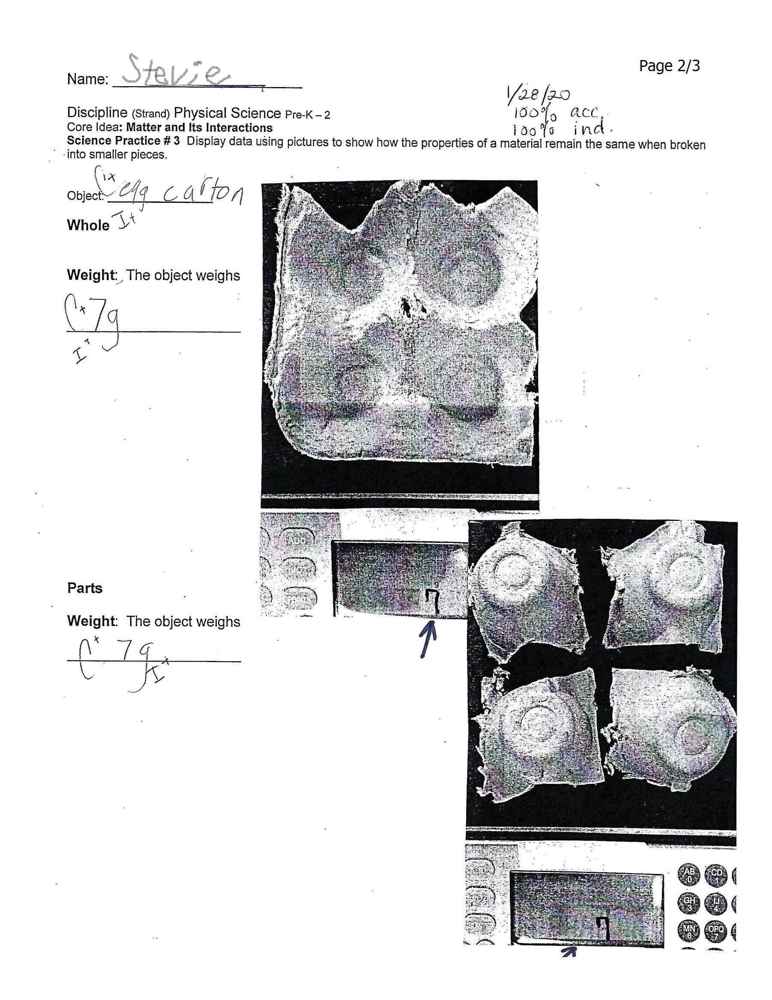 Page 2/3
Name: Stevie
1/28/20
100% acc.
100% ind.
Discipline (Strand) Physical Science Pre-K – 2
Core Idea: Matter and Its Interactions
Science Practice # 3 Display data using pictures to show how the properties of a material remain the same when broken
into smaller pieces.
C+
Object: egg carton
Whole I+
Weight: The object weighs
C+ 7g
I+
ADD
7 g
Parts
Weight: The object weighs
C+ 7g
I+
AB 0 CD 1
GH 3 IJ 4
7
MN 6 OPQ 7